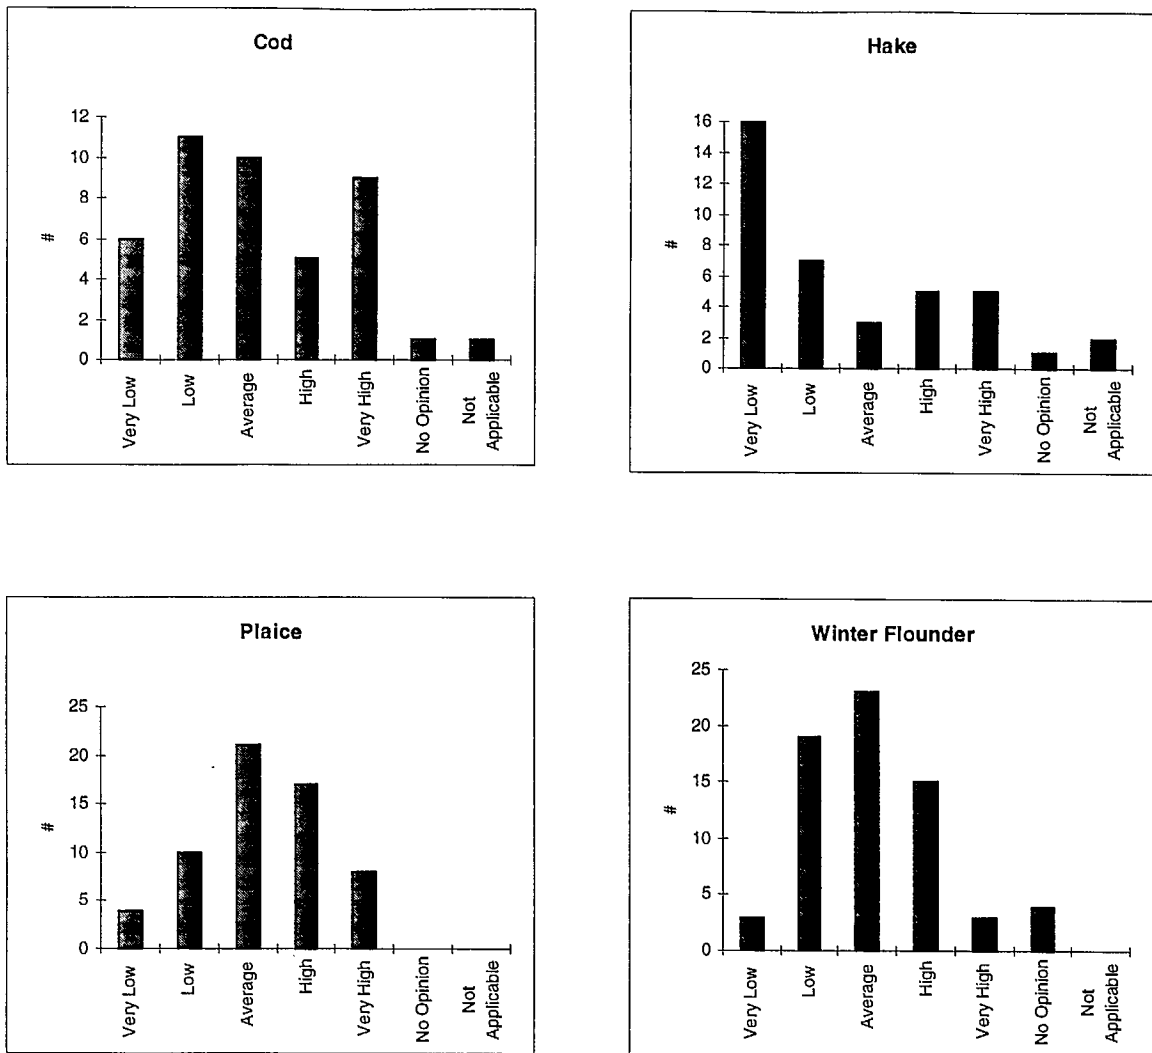 Cod
12
10
8
6
4
2
0
#
Very Low
Low
Average
High
Very High
No Opinion
Not
Applicable
Hake
16
14
12
10
8
6
4
2
0
#
Very Low
Low
Average
High
Very High
No Opinion
Not
Applicable
Plaice
25
20
15
10
5
0
#
Very Low
Low
Average
High
Very High
No Opinion
Not
Applicable
Winter Flounder
25
20
15
10
5
0
#
Very Low
Low
Average
High
Very High
No Opinion
Not
Applicable